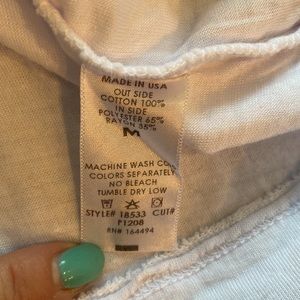 MADE IN USA
OUT SIDE
COTTON 100%
IN SIDE
POLYESTER 65%
RAYON 35%
M
MACHINE WASH COLD
COLORS SEPARATELY
NO BLEACH
TUMBLE DRY LOW
STYLE# 18533 CUT#
P1208
RN# 164494